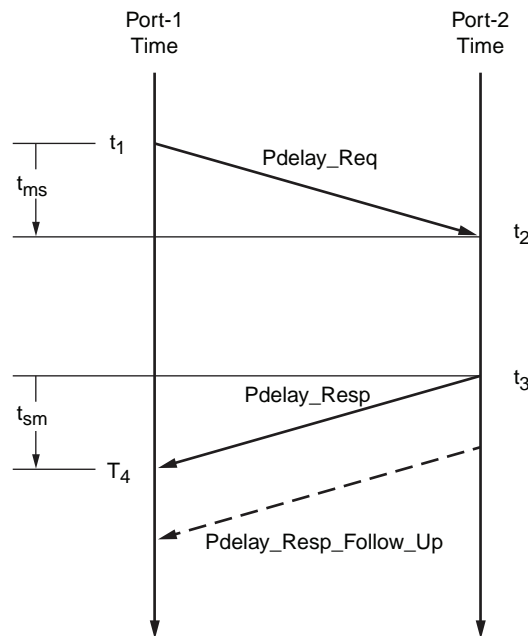 Port-1
Time
Port-2
Time
t1
Pdelay_Req
tms
t2
t3
Pdelay_Resp
tsm
T4
Pdelay_Resp_Follow_Up